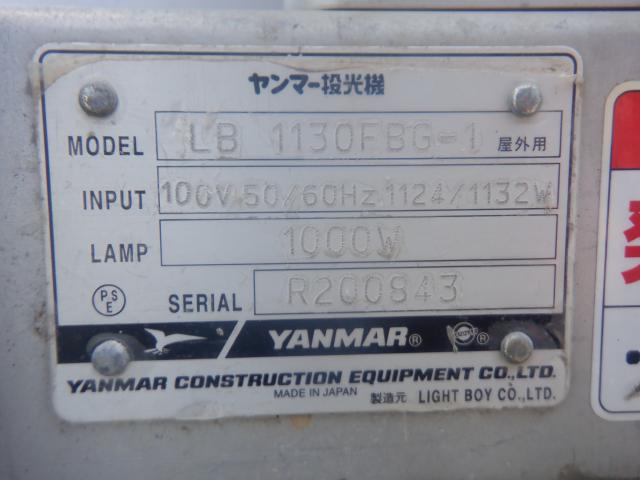 ヤンマー投光機
MODEL LB 1130FBG-1 屋外用
INPUT 100V 50/60Hz 1124/1132W
LAMP 1000W
PSE SERIAL R200843
YANMAR®
YANMAR CONSTRUCTION EQUIPMENT CO.,LTD.
MADE IN JAPAN 製造元 LIGHT BOY CO.,LTD.